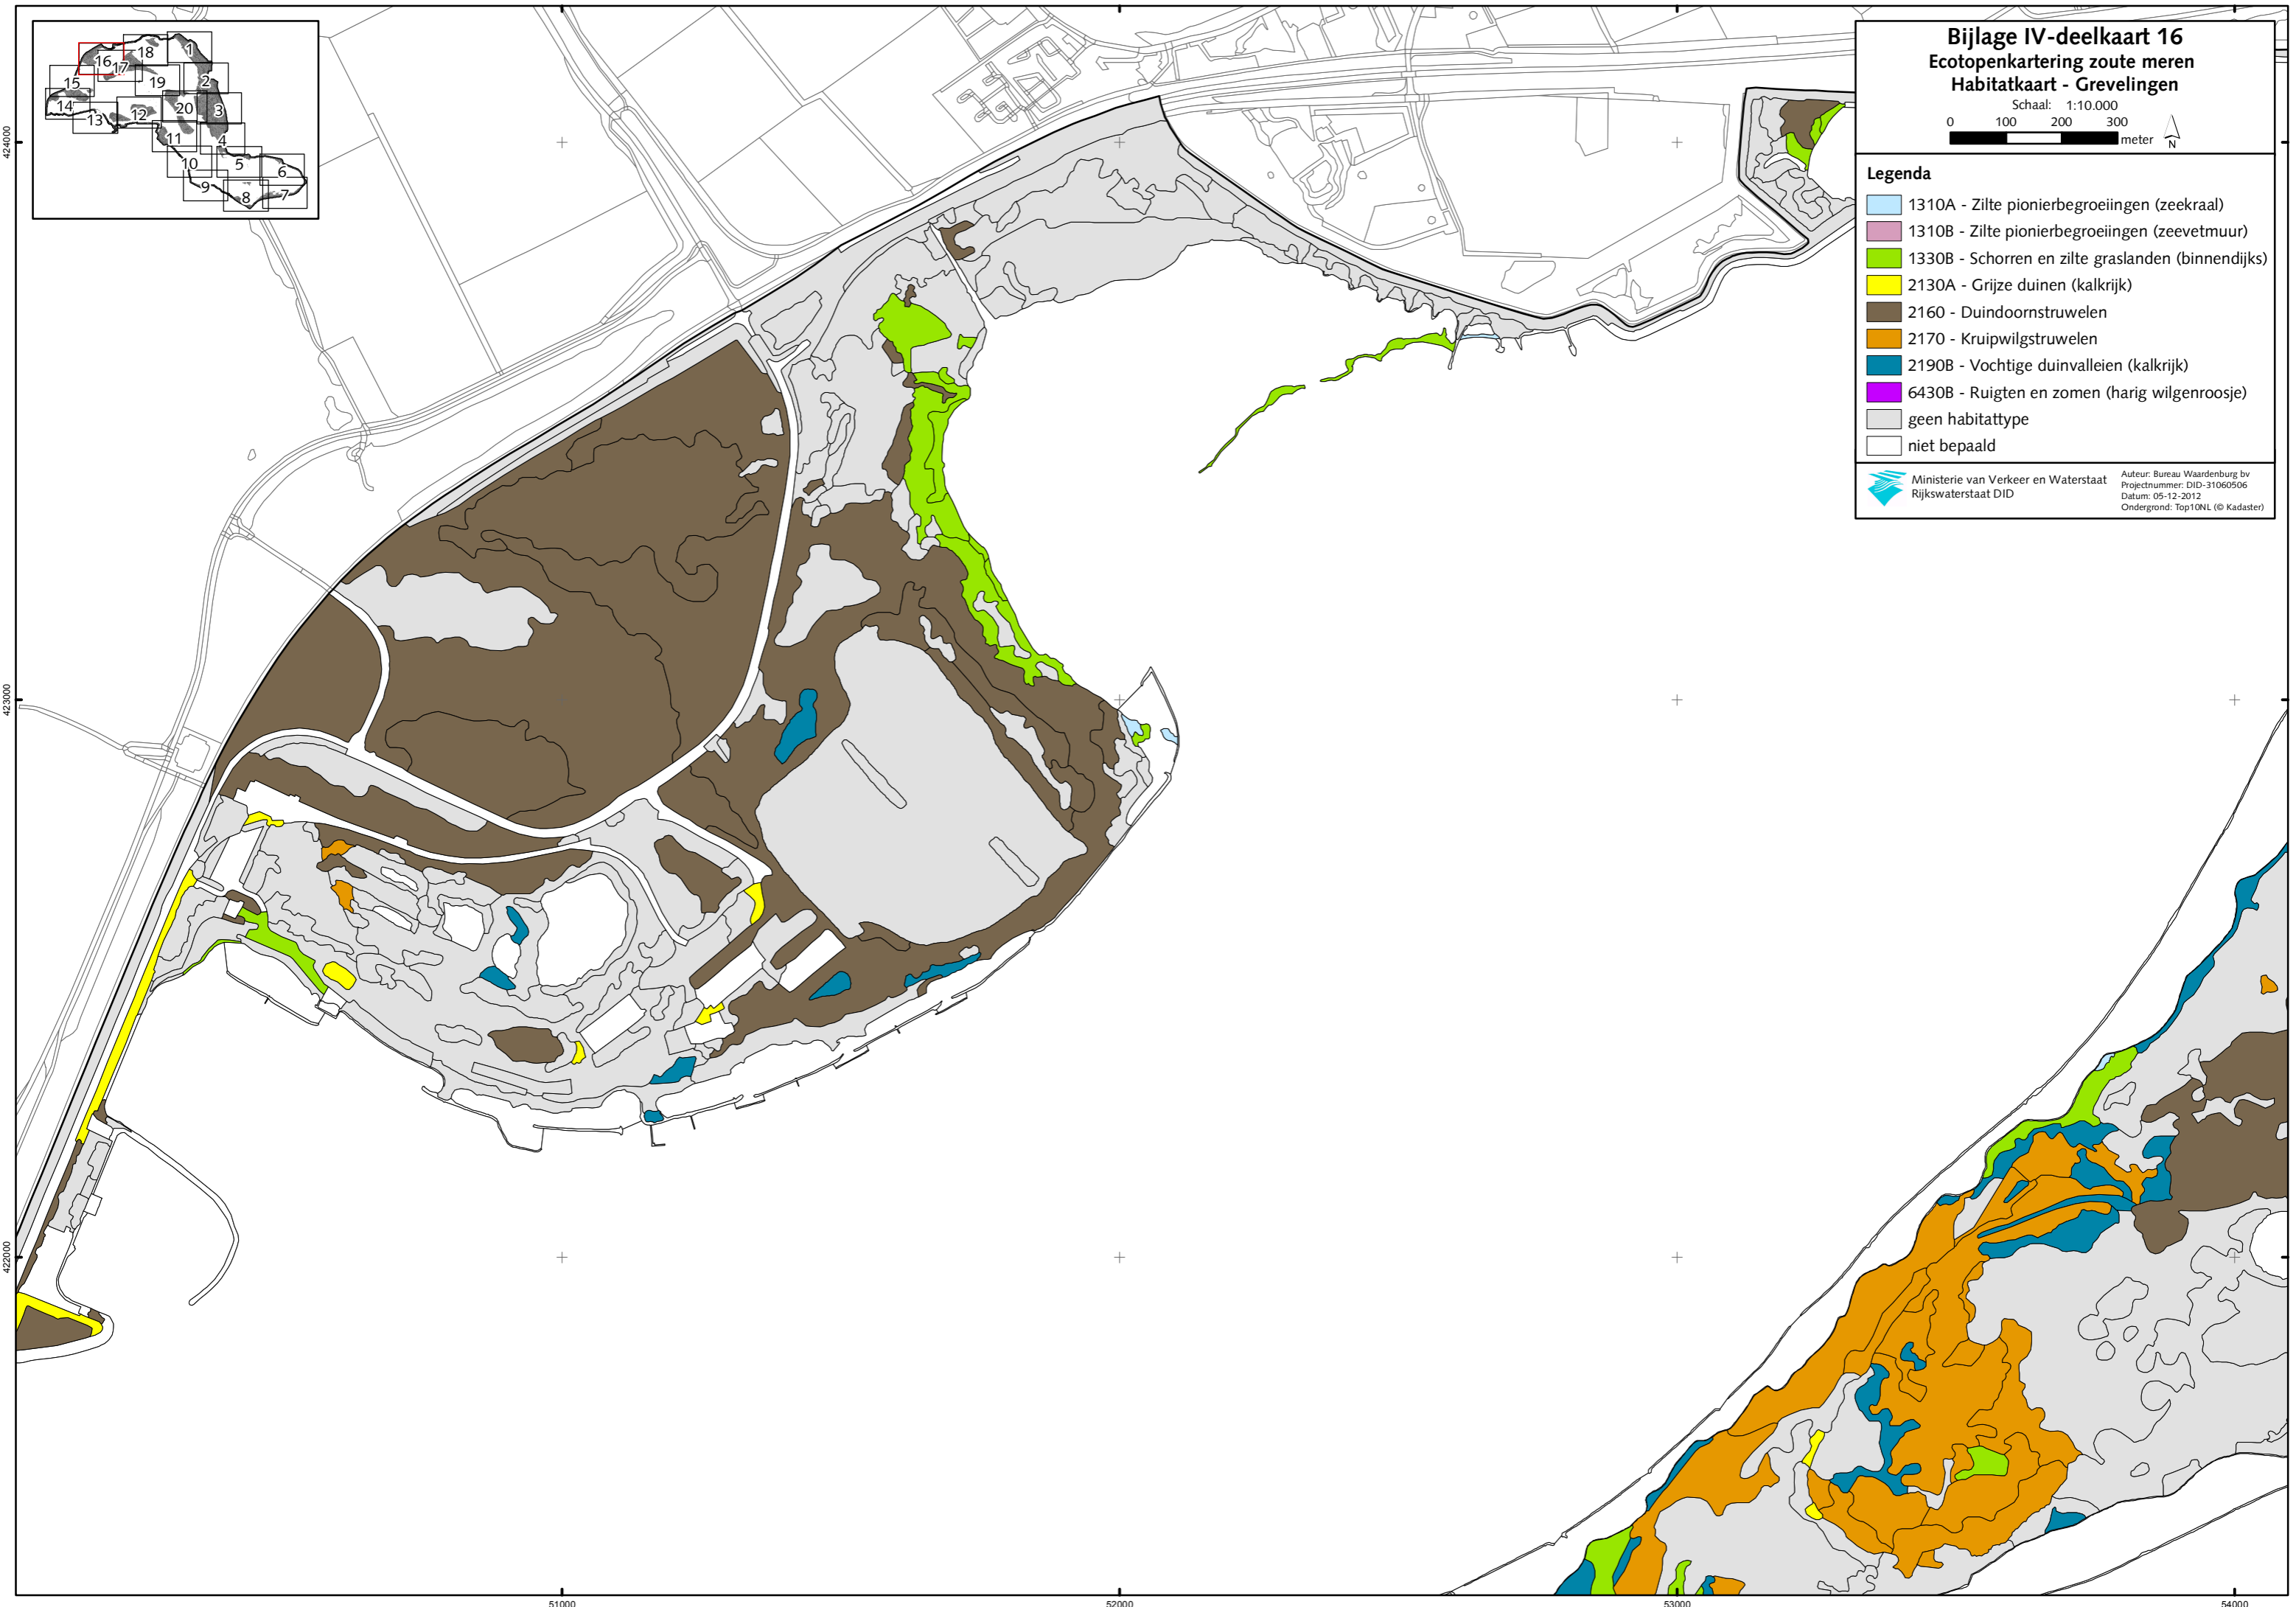 Bijlage IV-deelkaart 16
Ecotopenkartering zoute meren
Habitatkaart - Grevelingen
Schaal: 1:10.000
0 100 200 300
meter
N
Legenda
1310A - Zilte pionierbegroeiingen (zeekraal)
1310B - Zilte pionierbegroeiingen (zeevetmuur)
1330B - Schorren en zilte graslanden (binnendijks)
2130A - Grijze duinen (kalkrijk)
2160 - Duindoornstruwelen
2170 - Kruipwilgstruwelen
2190B - Vochtige duinvalleien (kalkrijk)
6430B - Ruigten en zomen (harig wilgenroosje)
geen habitattype
niet bepaald
Ministerie van Verkeer en Waterstaat
Rijkswaterstaat DID
Auteur: Bureau Waardenburg bv
Projectnummer: DID-31060506
Datum: 05-12-2012
Ondergrond: Top10NL (© Kadaster)
18 1
16 17
15 19 2
14 12 20 3
13 11 4
10 5 6
9 8 7
424000
423000
422000
51000 52000 53000 54000